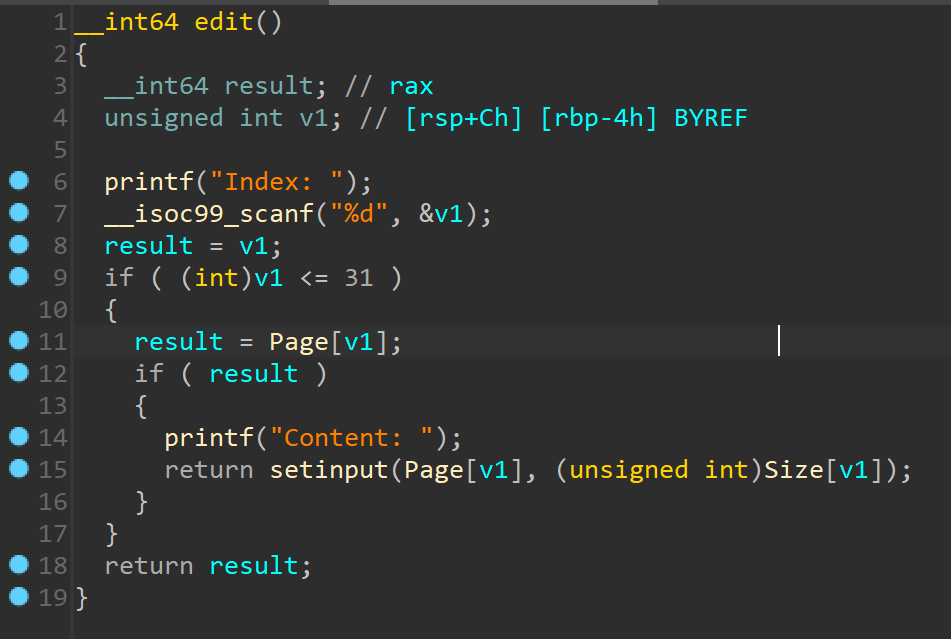 1 __int64 edit()
2 {
3   __int64 result; // rax
4   unsigned int v1; // [rsp+Ch] [rbp-4h] BYREF
5
6   printf("Index: ");
7   __isoc99_scanf("%d", &v1);
8   result = v1;
9   if ( (int)v1 <= 31 )
10   {
11     result = Page[v1];
12     if ( result )
13     {
14       printf("Content: ");
15       return setinput(Page[v1], (unsigned int)Size[v1]);
16     }
17   }
18   return result;
19 }